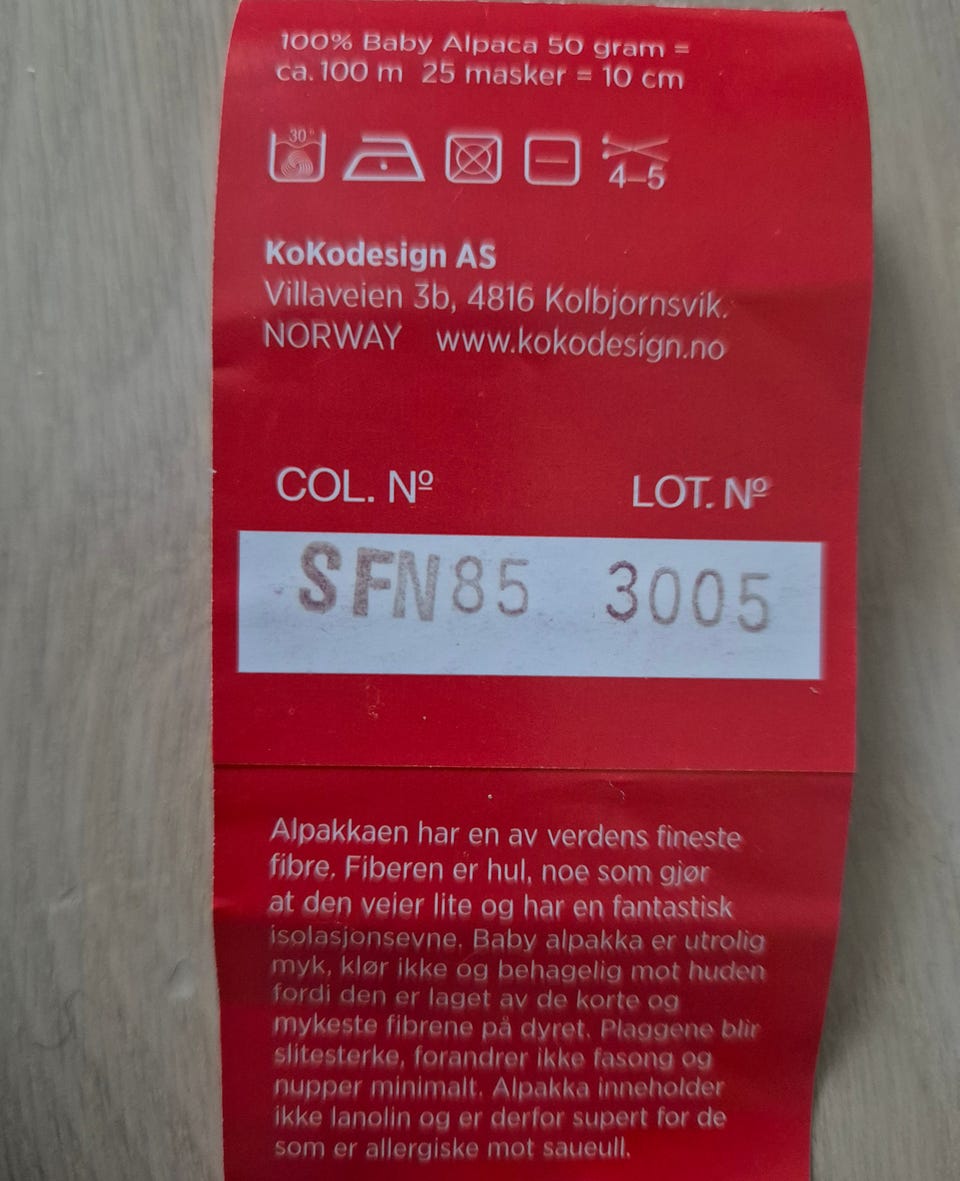 100% Baby Alpaca 50 gram =
ca. 100 m 25 masker = 10 cm
30°
4–5
KoKodesign AS
Villaveien 3b, 4816 Kolbjornsvik.
NORWAY www.kokodesign.no
COL. Nº LOT. Nº
SFN85 3005
Alpakkaen har en av verdens fineste
fibre. Fiberen er hul, noe som gjør
at den veier lite og har en fantastisk
isolasjonsevne. Baby alpakka er utrolig
myk, klør ikke og behagelig mot huden
fordi den er laget av de korte og
mykeste fibrene på dyret. Plaggene blir
slitesterke, forandrer ikke fasong og
nupper minimalt. Alpakka inneholder
ikke lanolin og er derfor supert for de
som er allergiske mot saueull.